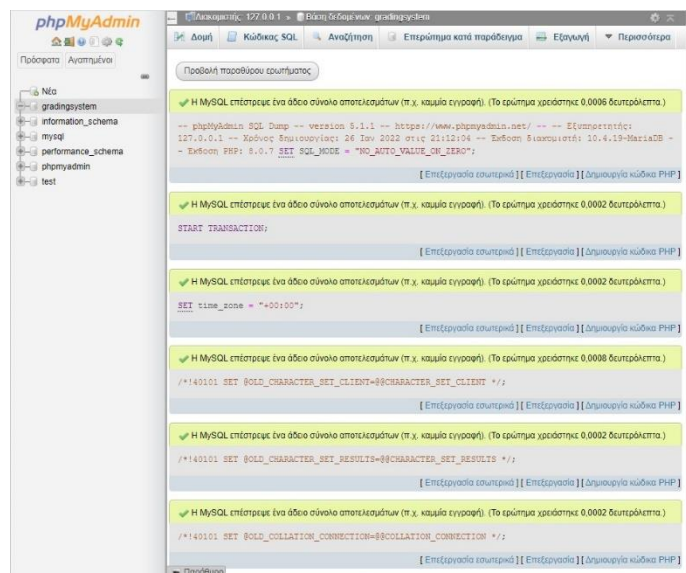 phpMyAdmin
Πρόσφατα Αγαπημένοι
Νέα
gradingsystem
information_schema
mysql
performance_schema
phpmyadmin
test
Διακομιστής: 127.0.0.1 » Βάση δεδομένων: gradingsystem
Δομή Κώδικας SQL Αναζήτηση Επερώτημα κατά παράδειγμα Εξαγωγή Περισσότερα
Προβολή παραθύρου ερωτήματος
Η MySQL επέστρεψε ένα άδειο σύνολο αποτελεσμάτων (π.χ. καμμία εγγραφή). (Το ερώτημα χρειάστηκε 0,0006 δευτερόλεπτα.)
-- phpMyAdmin SQL Dump -- version 5.1.1 -- https://www.phpmyadmin.net/ -- -- Εξυπηρετητής:
127.0.0.1 -- Χρόνος δημιουργίας: 26 Ιαν 2022 στις 21:12:04 -- Έκδοση διακομιστή: 10.4.19-MariaDB -
- Έκδοση PHP: 8.0.7 SET SQL_MODE = "NO_AUTO_VALUE_ON_ZERO";
[ Επεξεργασία εσωτερικά ] [ Επεξεργασία ] [ Δημιουργία κώδικα PHP ]
Η MySQL επέστρεψε ένα άδειο σύνολο αποτελεσμάτων (π.χ. καμμία εγγραφή). (Το ερώτημα χρειάστηκε 0,0002 δευτερόλεπτα.)
START TRANSACTION;
[ Επεξεργασία εσωτερικά ] [ Επεξεργασία ] [ Δημιουργία κώδικα PHP ]
Η MySQL επέστρεψε ένα άδειο σύνολο αποτελεσμάτων (π.χ. καμμία εγγραφή). (Το ερώτημα χρειάστηκε 0,0002 δευτερόλεπτα.)
SET time_zone = "+00:00";
[ Επεξεργασία εσωτερικά ] [ Επεξεργασία ] [ Δημιουργία κώδικα PHP ]
Η MySQL επέστρεψε ένα άδειο σύνολο αποτελεσμάτων (π.χ. καμμία εγγραφή). (Το ερώτημα χρειάστηκε 0,0008 δευτερόλεπτα.)
/*!40101 SET @OLD_CHARACTER_SET_CLIENT=@@CHARACTER_SET_CLIENT */;
[ Επεξεργασία εσωτερικά ] [ Επεξεργασία ] [ Δημιουργία κώδικα PHP ]
Η MySQL επέστρεψε ένα άδειο σύνολο αποτελεσμάτων (π.χ. καμμία εγγραφή). (Το ερώτημα χρειάστηκε 0,0002 δευτερόλεπτα.)
/*!40101 SET @OLD_CHARACTER_SET_RESULTS=@@CHARACTER_SET_RESULTS */;
[ Επεξεργασία εσωτερικά ] [ Επεξεργασία ] [ Δημιουργία κώδικα PHP ]
Η MySQL επέστρεψε ένα άδειο σύνολο αποτελεσμάτων (π.χ. καμμία εγγραφή). (Το ερώτημα χρειάστηκε 0,0002 δευτερόλεπτα.)
/*!40101 SET @OLD_COLLATION_CONNECTION=@@COLLATION_CONNECTION */;
[ Επεξεργασία εσωτερικά ] [ Επεξεργασία ] [ Δημιουργία κώδικα PHP ]
Παράθυρο